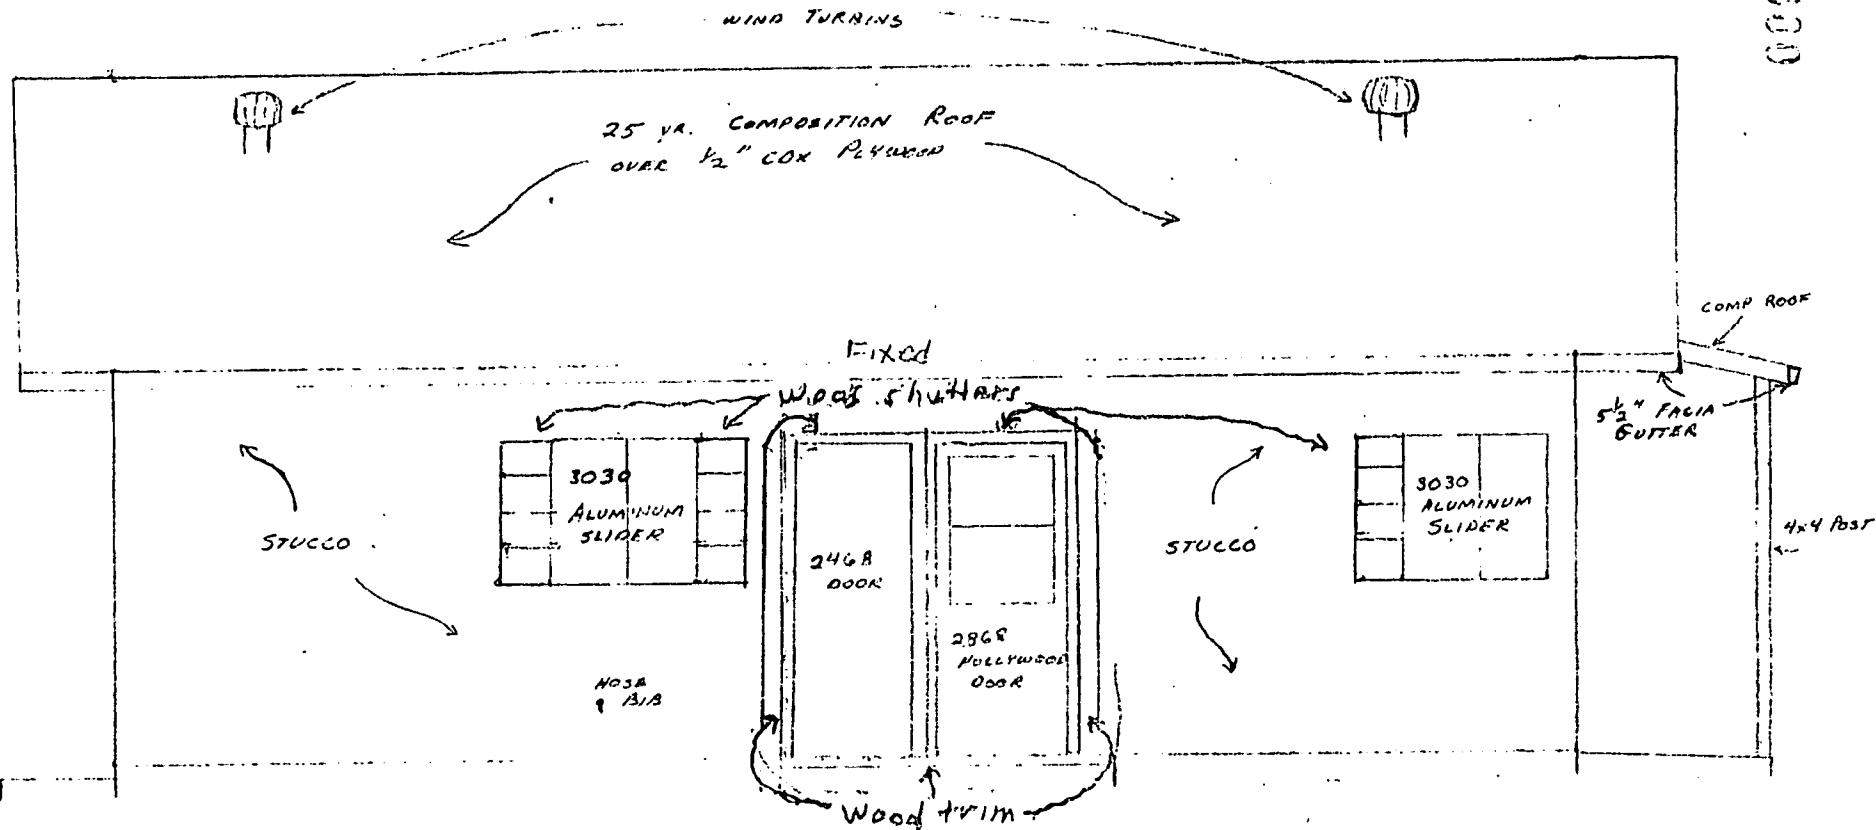 WIND TURBINS
25 YR. COMPOSITION ROOF
OVER 1/2" CDX PLYWOOD
COMP ROOF
Fixed
Wood shutters
5 1/2" FACIA
GUTTER
3030
ALUMINUM
SLIDER
3030
ALUMINUM
SLIDER
STUCCO
STUCCO
4x4 POST
2468
DOOR
2868
HOLLYWOOD
DOOR
HOSE
BIB
Wood trim